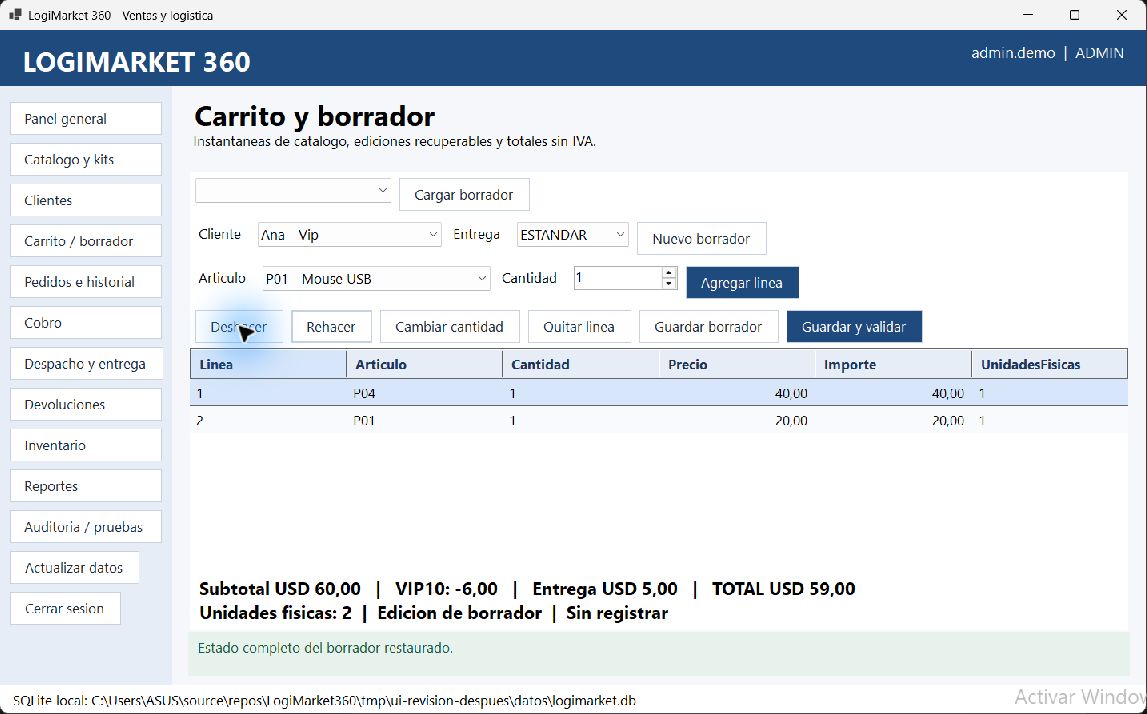 LogiMarket 360 - Ventas y logistica
LOGIMARKET 360
admin.demo | ADMIN
Panel general
Catalogo y kits
Clientes
Carrito / borrador
Pedidos e historial
Cobro
Despacho y entrega
Devoluciones
Inventario
Reportes
Auditoria / pruebas
Actualizar datos
Cerrar sesion
Carrito y borrador
Instantaneas de catalogo, ediciones recuperables y totales sin IVA.
Cargar borrador
Cliente Ana Vip Entrega ESTANDAR Nuevo borrador
Articulo P01 Mouse USB Cantidad 1 Agregar linea
Deshacer Rehacer Cambiar cantidad Quitar linea Guardar borrador Guardar y validar
Linea Articulo Cantidad Precio Importe UnidadesFisicas
1 P04 1 40,00 40,00 1
2 P01 1 20,00 20,00 1
Subtotal USD 60,00 | VIP10: -6,00 | Entrega USD 5,00 | TOTAL USD 59,00
Unidades fisicas: 2 | Edicion de borrador | Sin registrar
Estado completo del borrador restaurado.
SQLite local: C:\Users\ASUS\source\repos\LogiMarket360\tmp\ui-revision-despues\datos\logimarket.db
Activar Window